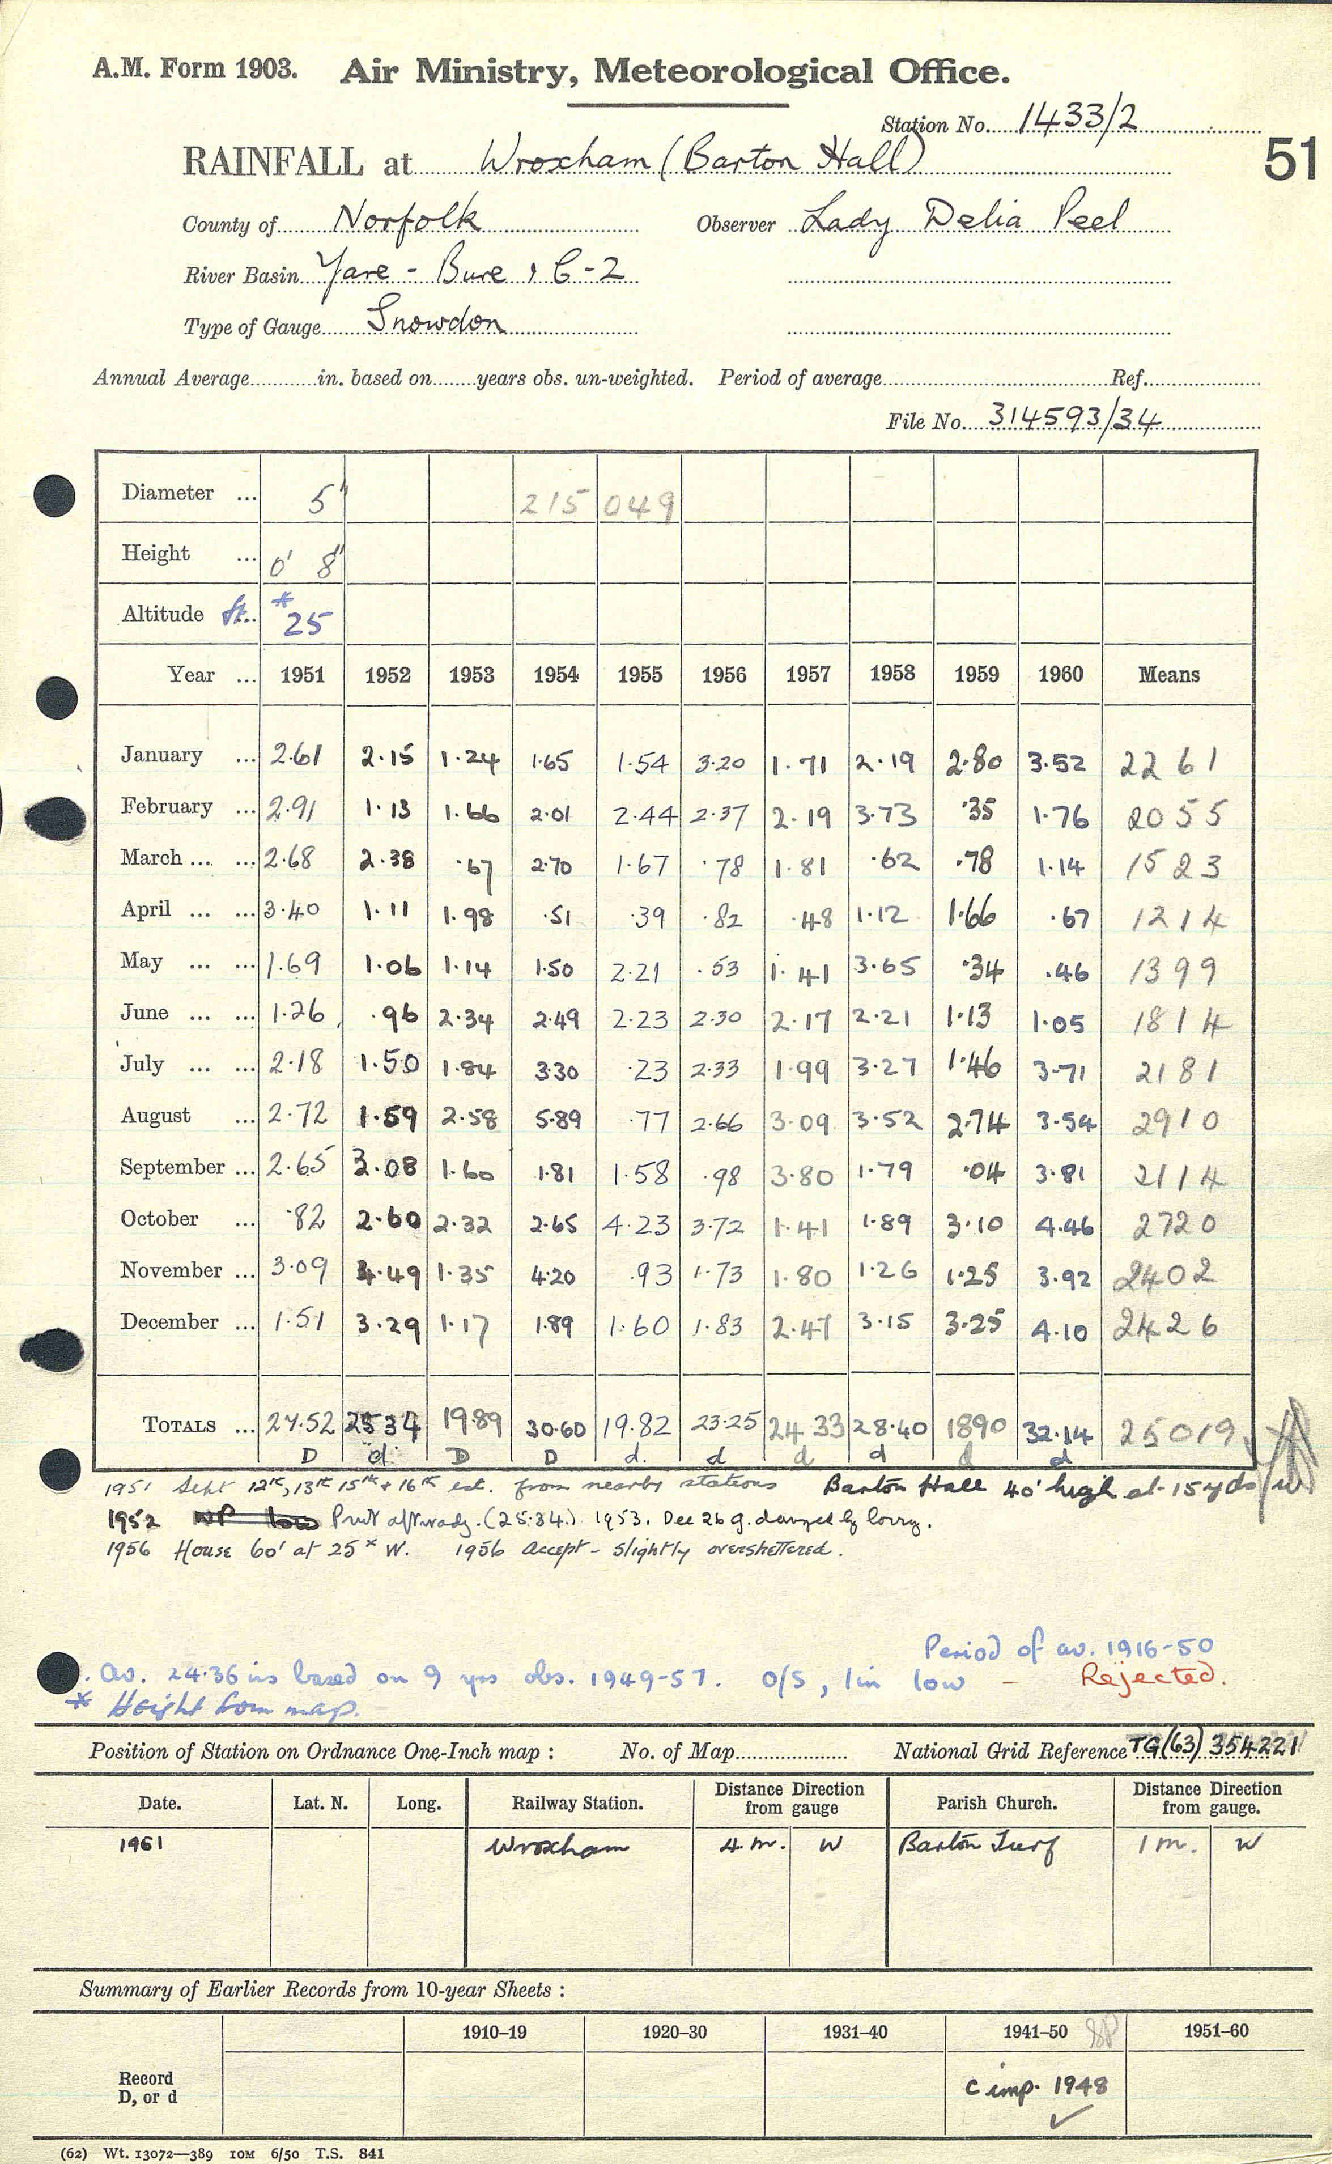 A.M. Form 1903. Air Ministry, Meteorological Office.
Station No. 1433/2
RAINFALL at Wroxham (Barton Hall)
51
County of Norfolk Observer Lady Delia Peel
River Basin Yare - Bure & C-2
Type of Gauge Snowdon
Annual Average in. based on years obs. un-weighted. Period of average Ref.
File No. 314593/34
Diameter ... 5" 215 049
Height ... 0' 8"
Altitude ft. * 25
Year ... 1951 1952 1953 1954 1955 1956 1957 1958 1959 1960 Means
January ... 2.61 2.15 1.24 1.65 1.54 3.20 1.71 2.19 2.80 3.52 2261
February ... 2.91 1.13 1.66 2.01 2.44 2.37 2.19 3.73 .35 1.76 2055
March ... ... 2.68 2.38 .67 2.70 1.67 .78 1.81 .62 .78 1.14 1523
April ... ... 3.40 1.11 1.98 .51 .39 .82 .48 1.12 1.66 .67 1214
May ... ... 1.69 1.06 1.14 1.50 2.21 .53 1.41 3.65 .34 .46 1399
June ... ... 1.26 .96 2.34 2.49 2.23 2.30 2.17 2.21 1.13 1.05 1814
July ... ... 2.18 1.50 1.84 3.30 .23 2.33 1.99 3.27 1.46 3.71 2181
August ... 2.72 1.59 2.58 5.89 .77 2.66 3.09 3.52 2.74 3.54 2910
September ... 2.65 3.08 1.60 1.81 1.58 .98 3.80 1.79 .04 3.81 2114
October ... .82 2.60 2.32 2.65 4.23 3.72 1.41 1.89 3.10 4.46 2720
November ... 3.09 4.49 1.35 4.20 .93 1.73 1.80 1.26 1.25 3.92 2402
December ... 1.51 3.29 1.17 1.89 1.60 1.83 2.47 3.15 3.25 4.10 2426
TOTALS ... 27.52 25.34 19.89 30.60 19.82 23.25 24.33 28.40 18.90 32.14 25019
D d D D d. d d d d d
1951 Sept 12th, 13th 15th + 16th est. from nearby stations Barton Hall 40' high at 15 yds W
1952 Prwt aftwards. (25.34). 1953. Dec 26 g. damaged by lorry.
1956 House 60' at 25x W. 1956 Accept - slightly oversheltered.
Period of av. 1916-50
. Av. 24.36 ins based on 9 yrs obs. 1949-57. O/S, 1in low - Rejected.
* Height from map.
Position of Station on Ordnance One-Inch map : No. of Map National Grid Reference TG(63) 354221
Date. Lat. N. Long. Railway Station. Distance from gauge Direction Parish Church. Distance from gauge. Direction
1961 Wroxham 4 m. W Barton Turf 1 m. W
Summary of Earlier Records from 10-year Sheets :
1910–19 1920–30 1931–40 1941–50 1951–60
Record
D, or d
C imp. 1948
✓
(62) Wt. 13072—389 10M 6/50 T.S. 841